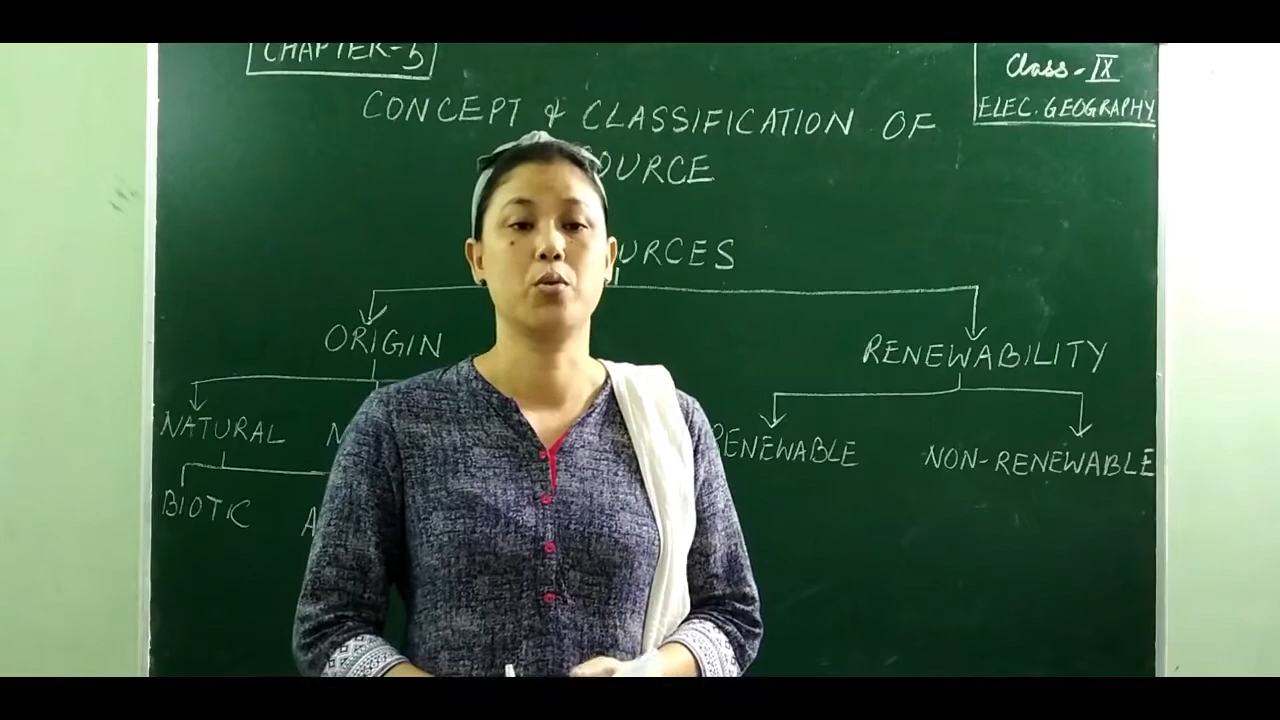 CHAPTER-5
Class - IX
ELEC. GEOGRAPHY
CONCEPT & CLASSIFICATION OF
OURCE
URCES
ORIGIN
RENEWABILITY
NATURAL N
RENEWABLE
NON-RENEWABLE
BIOTIC A